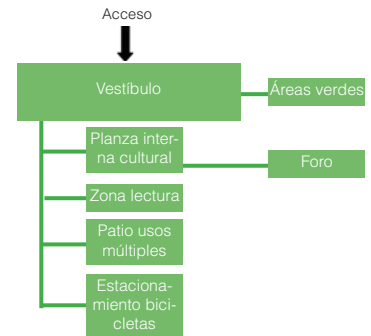 Acceso
Vestíbulo
Áreas verdes
Planza inter-
na cultural
Foro
Zona lectura
Patio usos
múltiples
Estaciona-
miento bici-
cletas